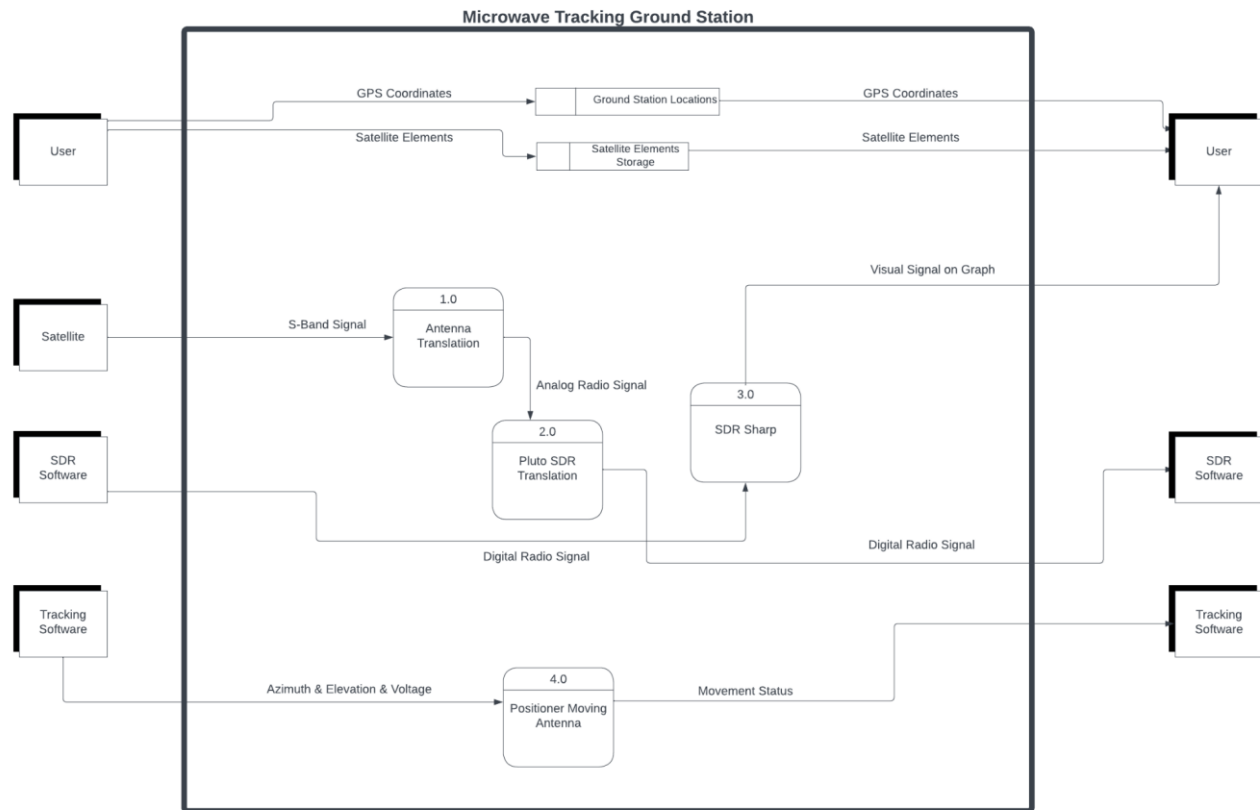 Microwave Tracking Ground Station
GPS Coordinates
Ground Station Locations
GPS Coordinates
User
Satellite Elements
Satellite Elements
Storage
Satellite Elements
User
Visual Signal on Graph
Satellite
S-Band Signal
1.0
Antenna
Translatiion
Analog Radio Signal
3.0
SDR Sharp
2.0
Pluto SDR
Translation
SDR
Software
SDR
Software
Digital Radio Signal
Digital Radio Signal
Tracking
Software
Tracking
Software
Azimuth & Elevation & Voltage
4.0
Positioner Moving
Antenna
Movement Status